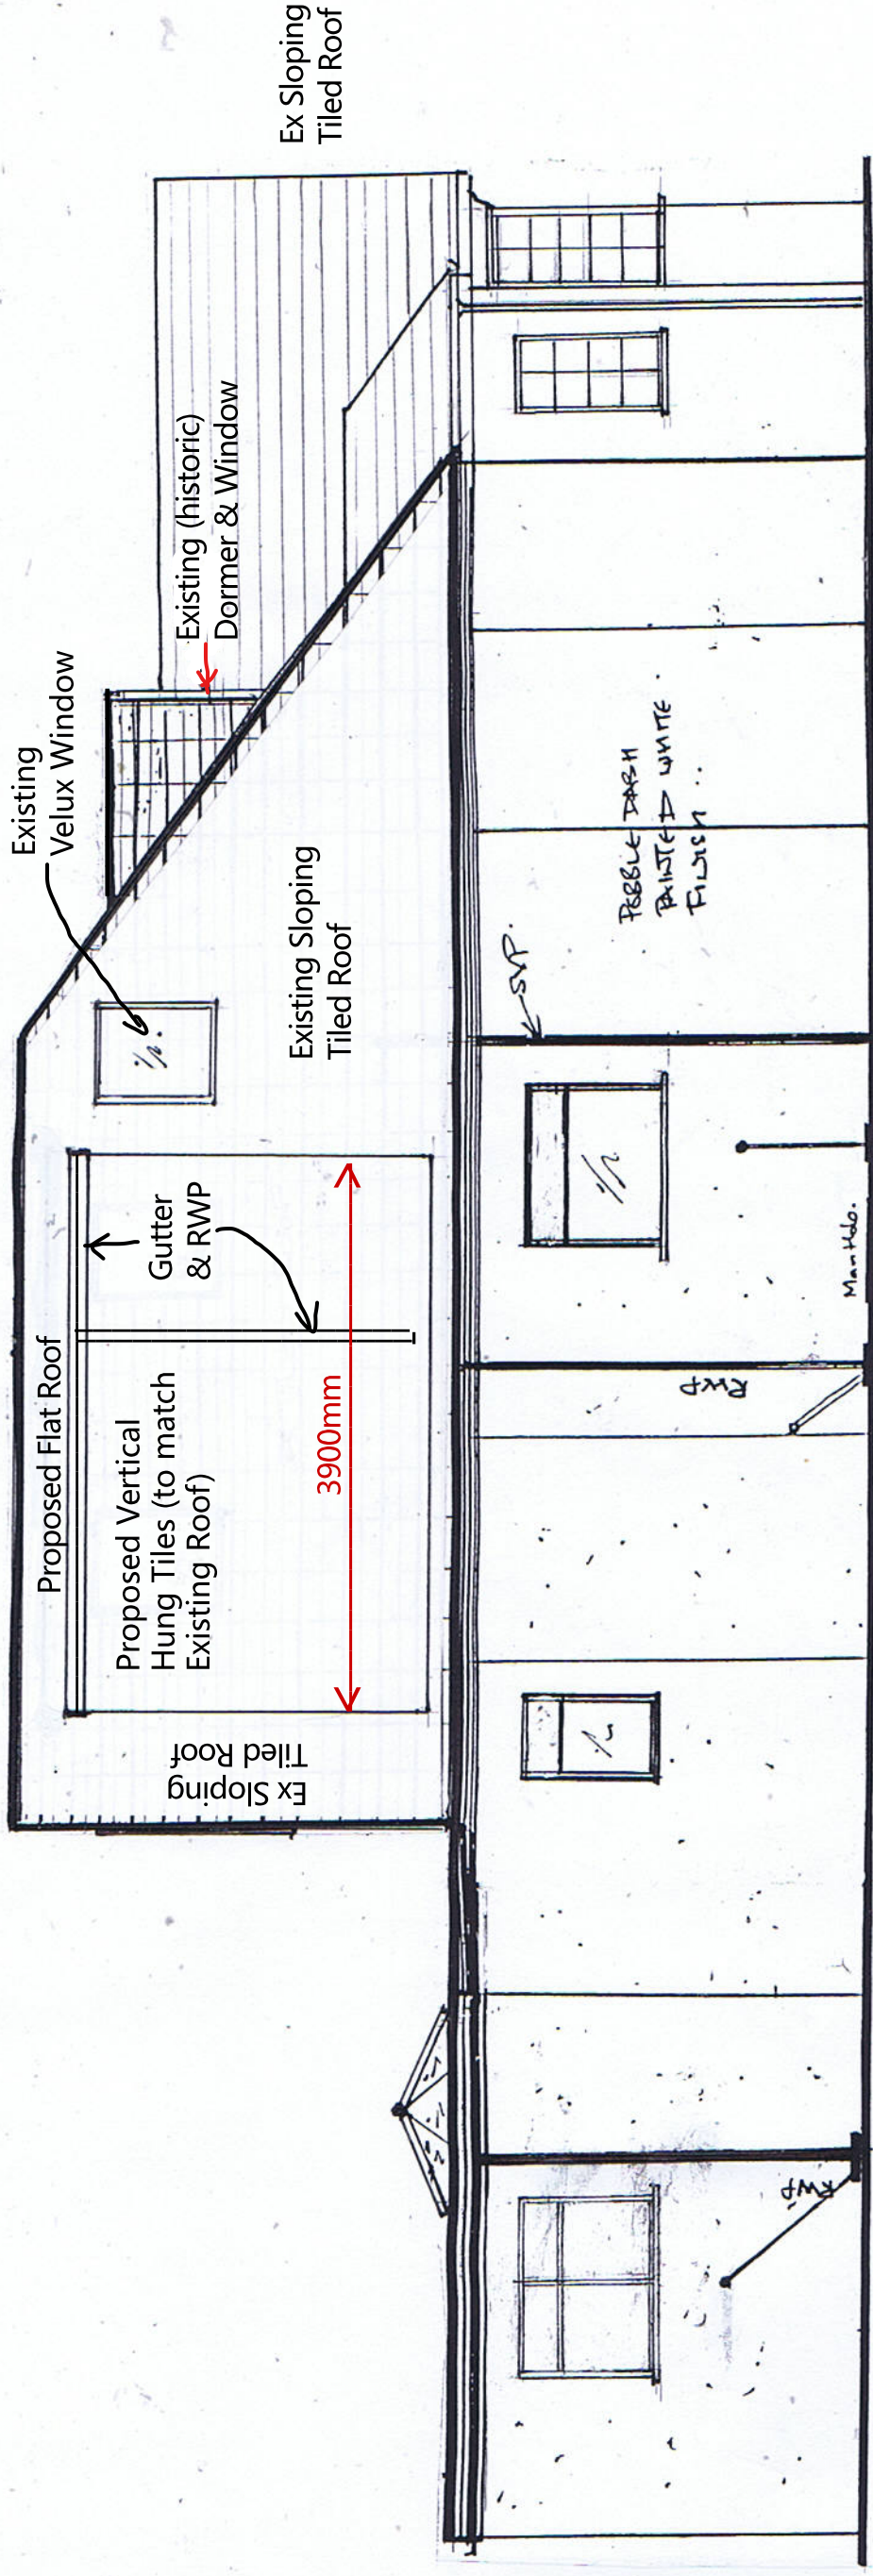 Existing
Velux Window
Existing (historic)
Dormer & Window
Ex Sloping
Tiled Roof
Proposed Flat Roof
Gutter
& RWP
Proposed Vertical
Hung Tiles (to match
Existing Roof)
3900mm
Existing Sloping
Tiled Roof
Ex Sloping
Tiled Roof
SVP.
PEBBLE DASH
PAINTED WHITE
FINISH ..
RWP
ManHole.
RWP